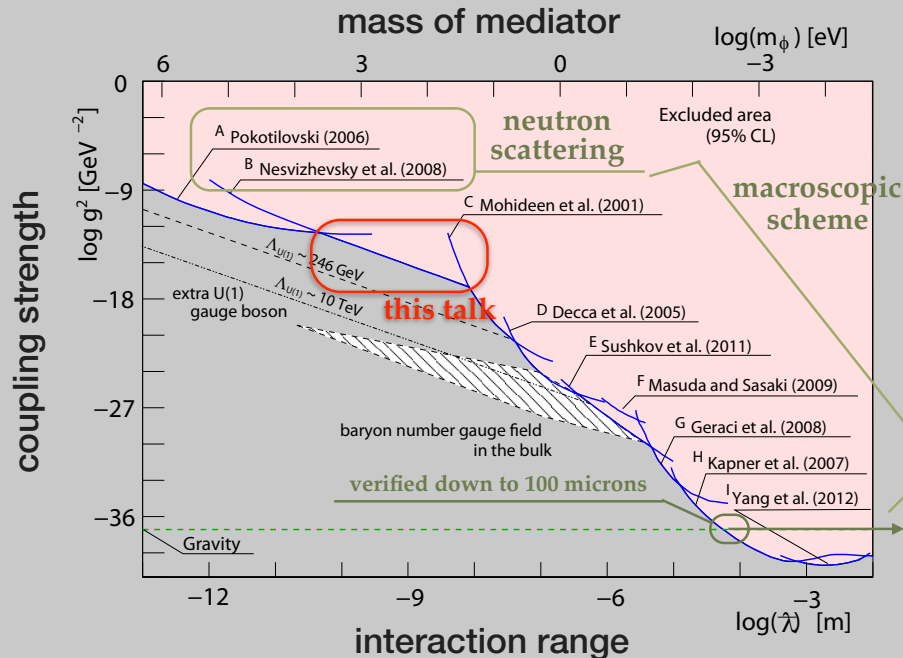 mass of mediator
log(m_ϕ) [eV]
6
3
0
−3
0
−9
−18
−27
−36
coupling strength
log g² [GeV⁻²]
A Pokotilovski (2006)
B Nesvizhevsky et al. (2008)
neutron
scattering
Excluded area
(95% CL)
macroscopic
scheme
C Mohideen et al. (2001)
Λ_U(1) ~ 246 GeV
Λ_U(1) ~ 10 TeV
this talk
extra U(1)
gauge boson
D Decca et al. (2005)
E Sushkov et al. (2011)
F Masuda and Sasaki (2009)
baryon number gauge field
in the bulk
G Geraci et al. (2008)
H Kapner et al. (2007)
verified down to 100 microns
I Yang et al. (2012)
Gravity
−12
−9
−6
−3
log(ƛ) [m]
interaction range